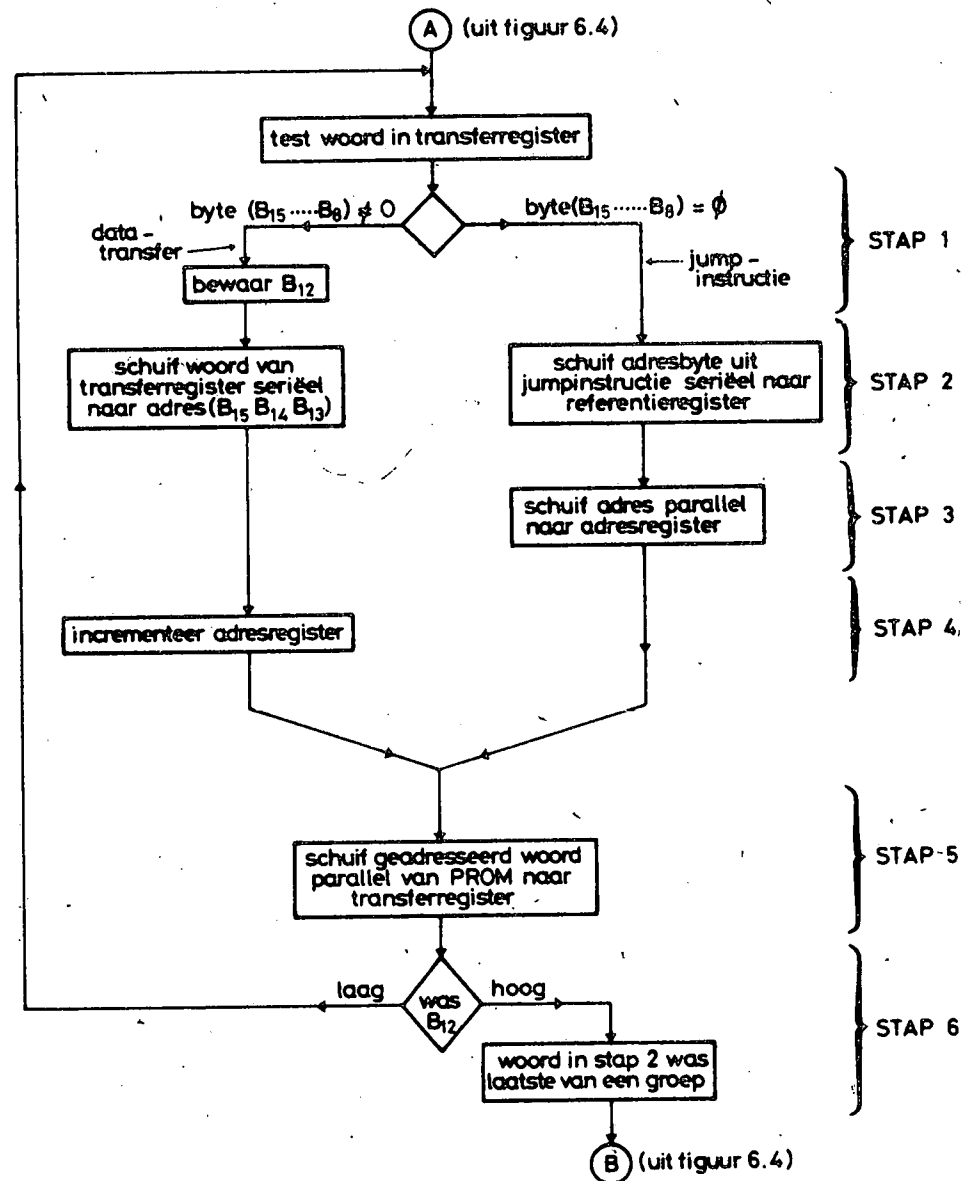 A (uit figuur 6.4)
test woord in transferregister
byte (B15.....B8) ≠ 0
byte(B15......B8) = ϕ
STAP 1
data-
transfer
jump-
instructie
bewaar B12
schuif woord van
transferregister seriëel
naar adres(B15 B14 B13)
schuif adresbyte uit
jumpinstructie seriëel naar
referentieregister
STAP 2
schuif adres parallel
naar adresregister
STAP 3
incrementeer adresregister
STAP 4
schuif geadresseerd woord
parallel van PROM naar
transferregister
STAP 5
laag
was
B12
hoog
STAP 6
woord in stap 2 was
laatste van een groep
B (uit figuur 6.4)